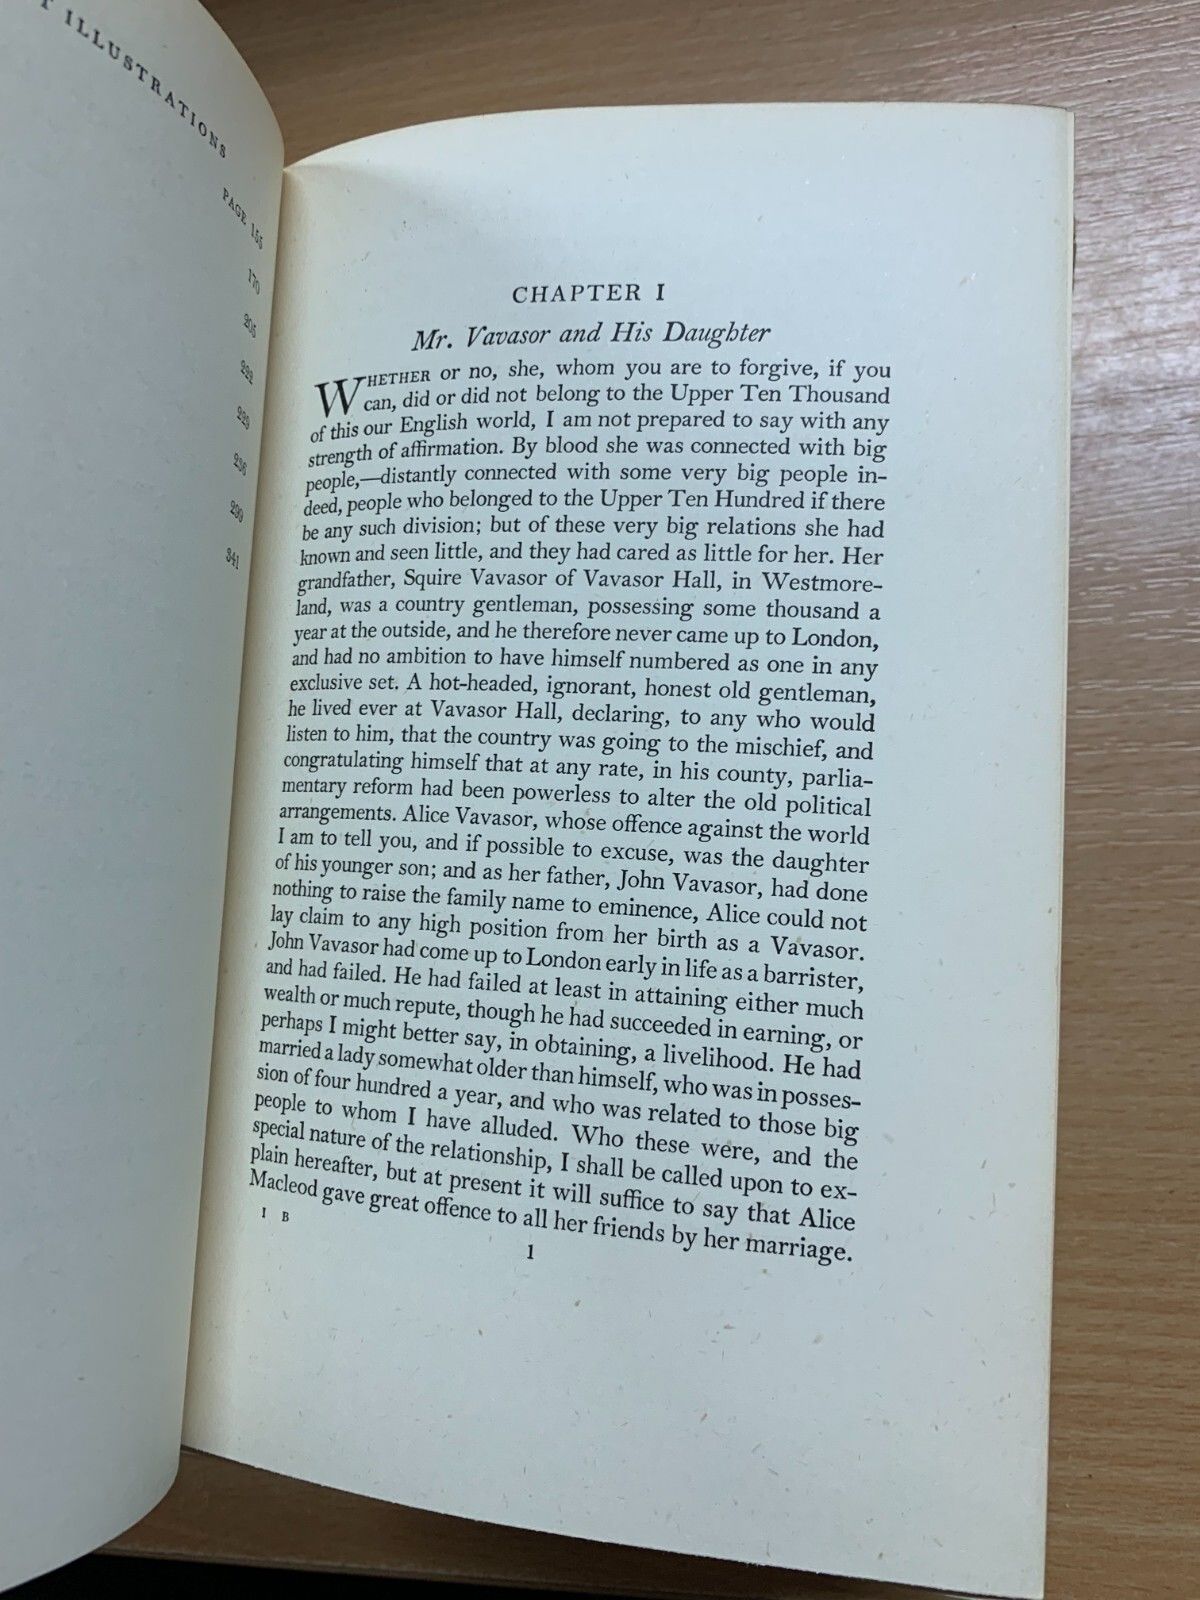 ILLUSTRATIONS
PAGE 155
170
205
222
229
236
299
341
CHAPTER I
Mr. Vavasor and His Daughter
WHETHER or no, she, whom you are to forgive, if you
can, did or did not belong to the Upper Ten Thousand
of this our English world, I am not prepared to say with any
strength of affirmation. By blood she was connected with big
people,—distantly connected with some very big people in-
deed, people who belonged to the Upper Ten Hundred if there
be any such division; but of these very big relations she had
known and seen little, and they had cared as little for her. Her
grandfather, Squire Vavasor of Vavasor Hall, in Westmore-
land, was a country gentleman, possessing some thousand a
year at the outside, and he therefore never came up to London,
and had no ambition to have himself numbered as one in any
exclusive set. A hot-headed, ignorant, honest old gentleman,
he lived ever at Vavasor Hall, declaring, to any who would
listen to him, that the country was going to the mischief, and
congratulating himself that at any rate, in his county, parlia-
mentary reform had been powerless to alter the old political
arrangements. Alice Vavasor, whose offence against the world
I am to tell you, and if possible to excuse, was the daughter
of his younger son; and as her father, John Vavasor, had done
nothing to raise the family name to eminence, Alice could not
lay claim to any high position from her birth as a Vavasor.
John Vavasor had come up to London early in life as a barrister,
and had failed. He had failed at least in attaining either much
wealth or much repute, though he had succeeded in earning, or
perhaps I might better say, in obtaining, a livelihood. He had
married a lady somewhat older than himself, who was in posses-
sion of four hundred a year, and who was related to those big
people to whom I have alluded. Who these were, and the
special nature of the relationship, I shall be called upon to ex-
plain hereafter, but at present it will suffice to say that Alice
Macleod gave great offence to all her friends by her marriage.
I B
1